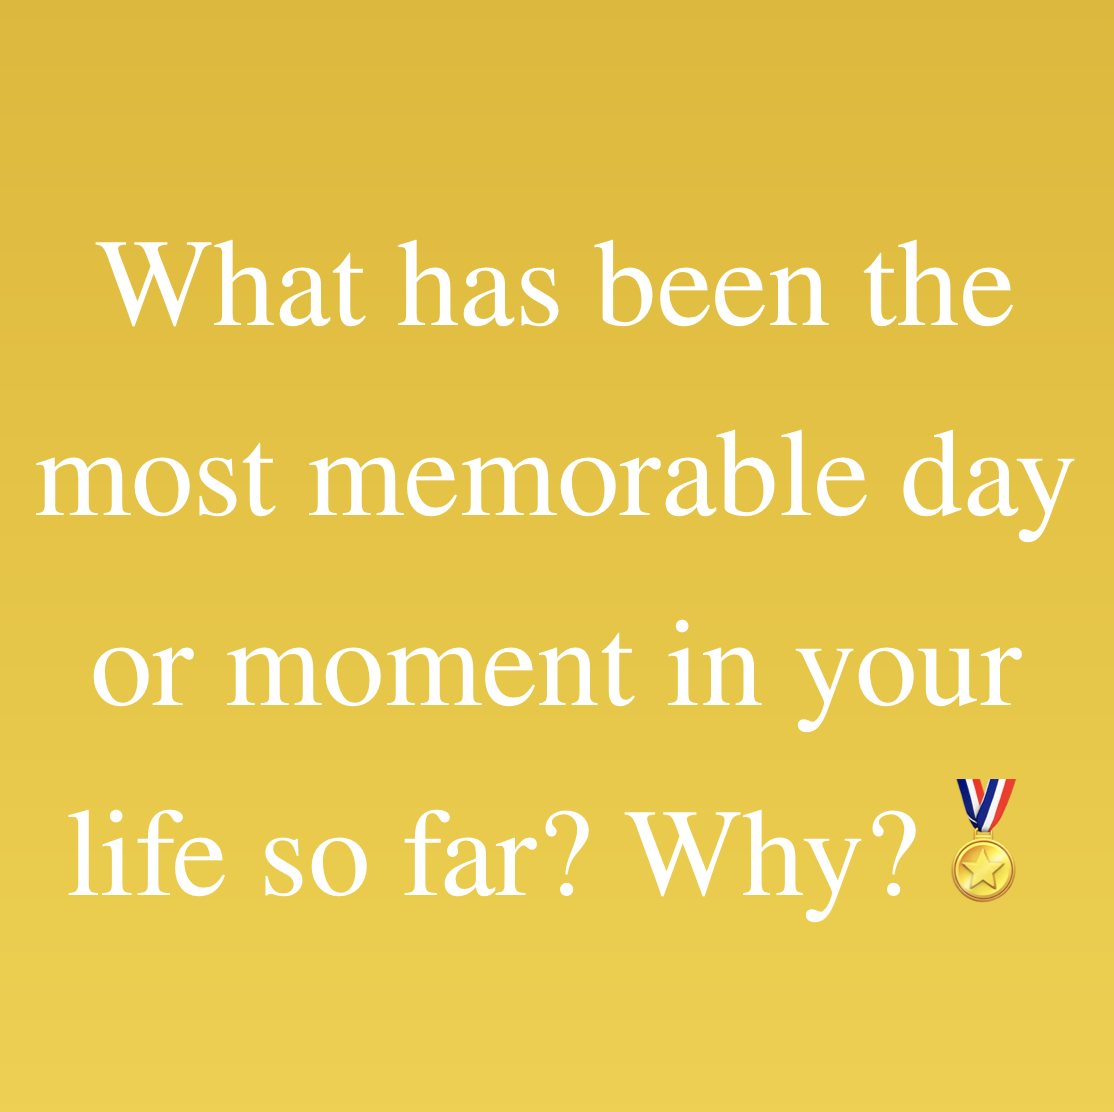 What has been the
most memorable day
or moment in your
life so far? Why? 🏅